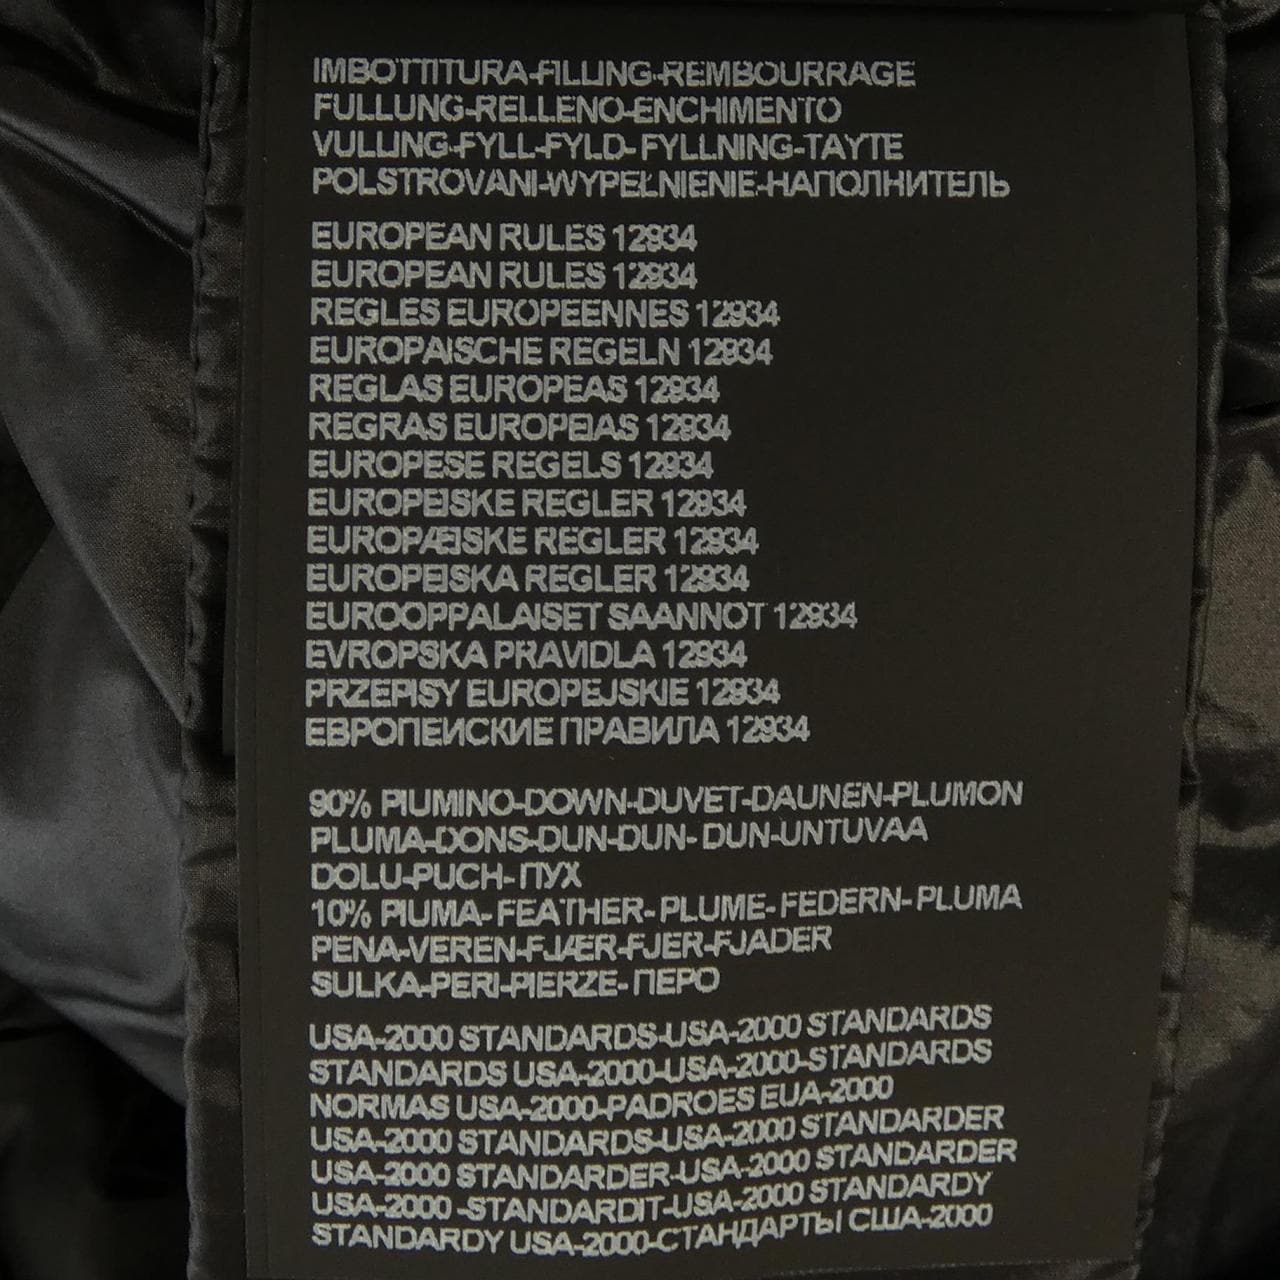 IMBOTTITURA-FILLING-REMBOURRAGE
FULLUNG-RELLENO-ENCHIMENTO
VULLING-FYLL-FYLD- FYLLNING-TAYTE
POLSTROVANI-WYPEŁNIENIE-НАПОЛНИТЕЛЬ
EUROPEAN RULES 12934
EUROPEAN RULES 12934
REGLES EUROPEENNES 12934
EUROPAISCHE REGELN 12934
REGLAS EUROPEAS 12934
REGRAS EUROPEIAS 12934
EUROPESE REGELS 12934
EUROPEISKE REGLER 12934
EUROPÆISKE REGLER 12934
EUROPEISKA REGLER 12934
EUROOPPALAISET SAANNOT 12934
EVROPSKA PRAVIDLA 12934
PRZEPISY EUROPEJSKIE 12934
ЕВРОПЕИСКИЕ ПРАВИЛА 12934
90% PIUMINO-DOWN-DUVET-DAUNEN-PLUMON
PLUMA-DONS-DUN-DUN- DUN-UNTUVAA
DOLU-PUCH- ПУХ
10% PIUMA- FEATHER- PLUME- FEDERN- PLUMA
PENA-VEREN-FJÆR-FJER-FJADER
SULKA-PERI-PIERZE- ПЕРО
USA-2000 STANDARDS-USA-2000 STANDARDS
STANDARDS USA-2000-USA-2000-STANDARDS
NORMAS USA-2000-PADROES EUA-2000
USA-2000 STANDARDS-USA-2000 STANDARDER
USA-2000 STANDARDER-USA-2000 STANDARDER
USA-2000 -STANDARDIT-USA-2000 STANDARDY
STANDARDY USA-2000-СТАНДАРТЫ США-2000